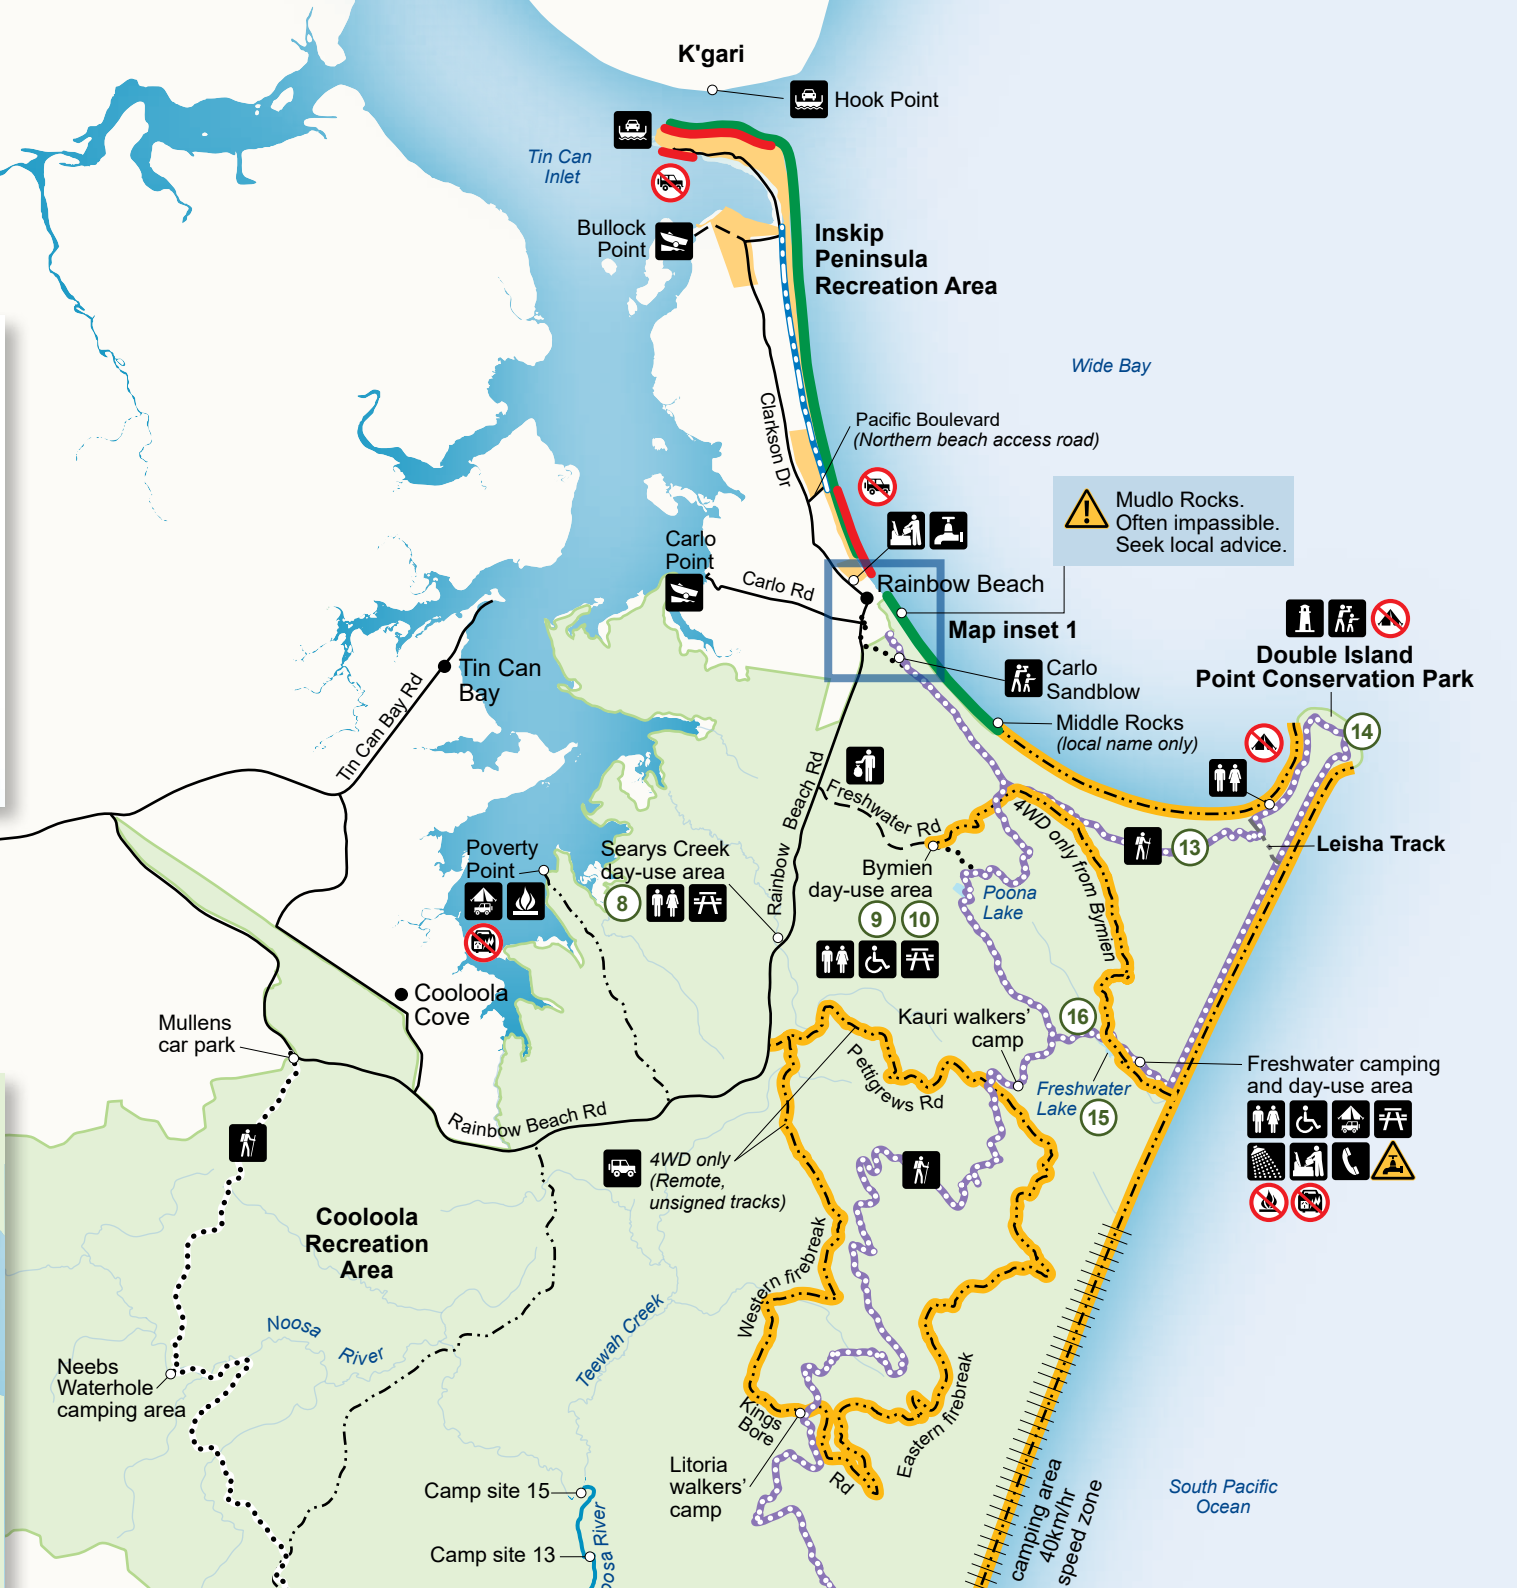 K'gari
Hook Point
Tin Can
Inlet
Bullock
Point
Inskip
Peninsula
Recreation Area
Wide Bay
Clarkson Dr
Pacific Boulevard
(Northern beach access road)
Mudlo Rocks.
Often impassible.
Seek local advice.
Carlo
Point
Carlo Rd
Rainbow Beach
Map inset 1
Carlo
Sandblow
Middle Rocks
(local name only)
Double Island
Point Conservation Park
14
Tin Can
Bay
Tin Can Bay Rd
Rainbow Beach Rd
Freshwater Rd
4WD only from Bymien
13
Leisha Track
Poverty
Point
Searys Creek
day-use area
8
Bymien
day-use area
9
10
Poona
Lake
Cooloola
Cove
Mullens
car park
Kauri walkers'
camp
16
Pettigrews Rd
Freshwater
Lake
15
Freshwater camping
and day-use area
Rainbow Beach Rd
4WD only
(Remote,
unsigned tracks)
Cooloola
Recreation
Area
Western firebreak
Noosa
River
Teewah Creek
Neebs
Waterhole
camping area
Kings
Bore
Rd
Eastern firebreak
Litoria
walkers'
camp
Camp site 15
Camp site 13
oosa River
camping area
40km/hr
speed zone
South Pacific
Ocean